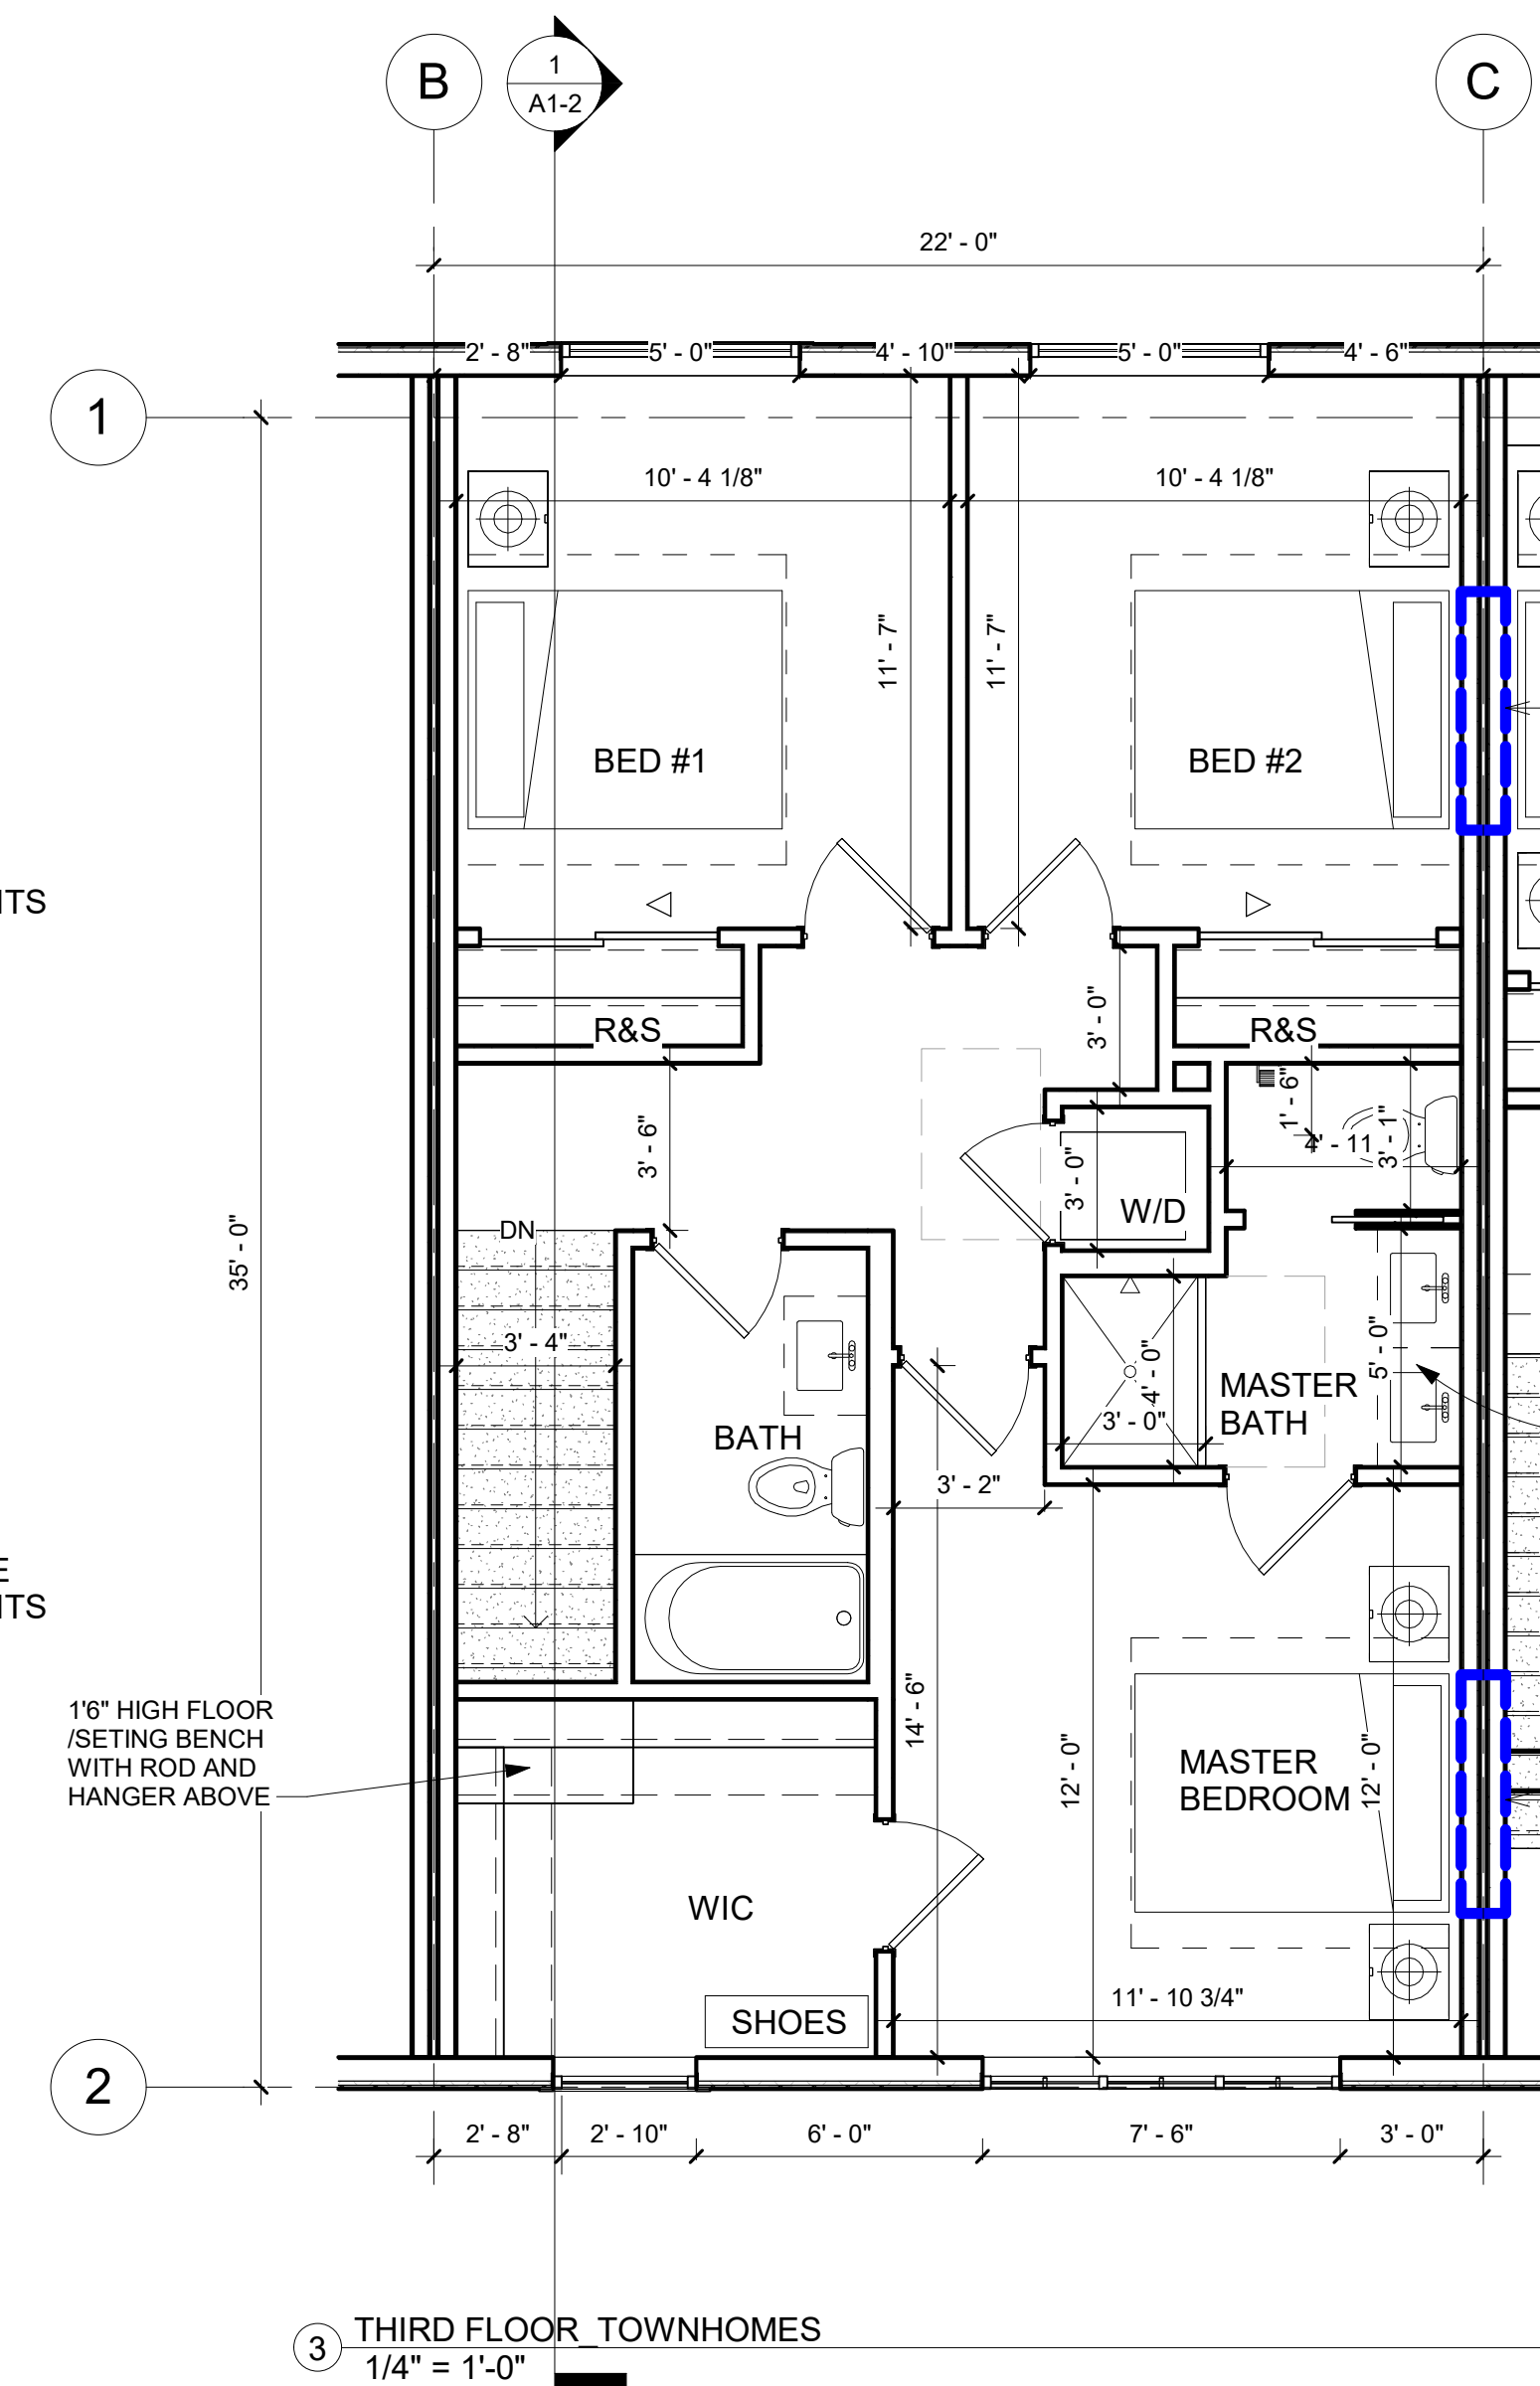 B
1
A1-2
C
22' - 0"
2' - 8"
5' - 0"
4' - 10"
5' - 0"
4' - 6"
1
10' - 4 1/8"
10' - 4 1/8"
11' - 7"
11' - 7"
BED #1
BED #2
ITS
R&S
3' - 0"
R&S
1' - 6"
3' - 6"
4' - 11
3' - 1"
3' - 0"
W/D
DN
35' - 0"
3' - 4"
5' - 0"
4' - 0"
MASTER
BATH
3' - 0"
BATH
3' - 2"
E
ITS
14' - 6"
1'6" HIGH FLOOR
/SETING BENCH
WITH ROD AND
HANGER ABOVE
12' - 0"
MASTER
BEDROOM
12' - 0"
WIC
11' - 10 3/4"
SHOES
2
2' - 8"
2' - 10"
6' - 0"
7' - 6"
3' - 0"
3
THIRD FLOOR_TOWNHOMES
1/4" = 1'-0"